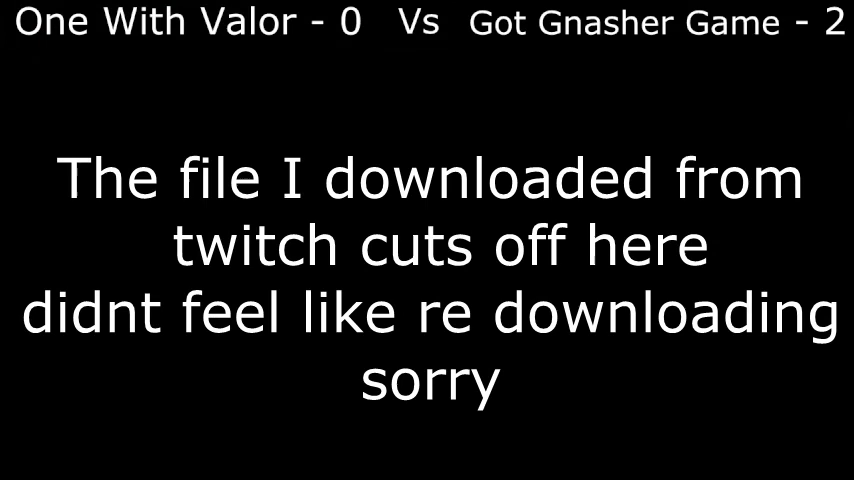 One With Valor - 0 Vs Got Gnasher Game - 2
The file I downloaded from
twitch cuts off here
didnt feel like re downloading
sorry